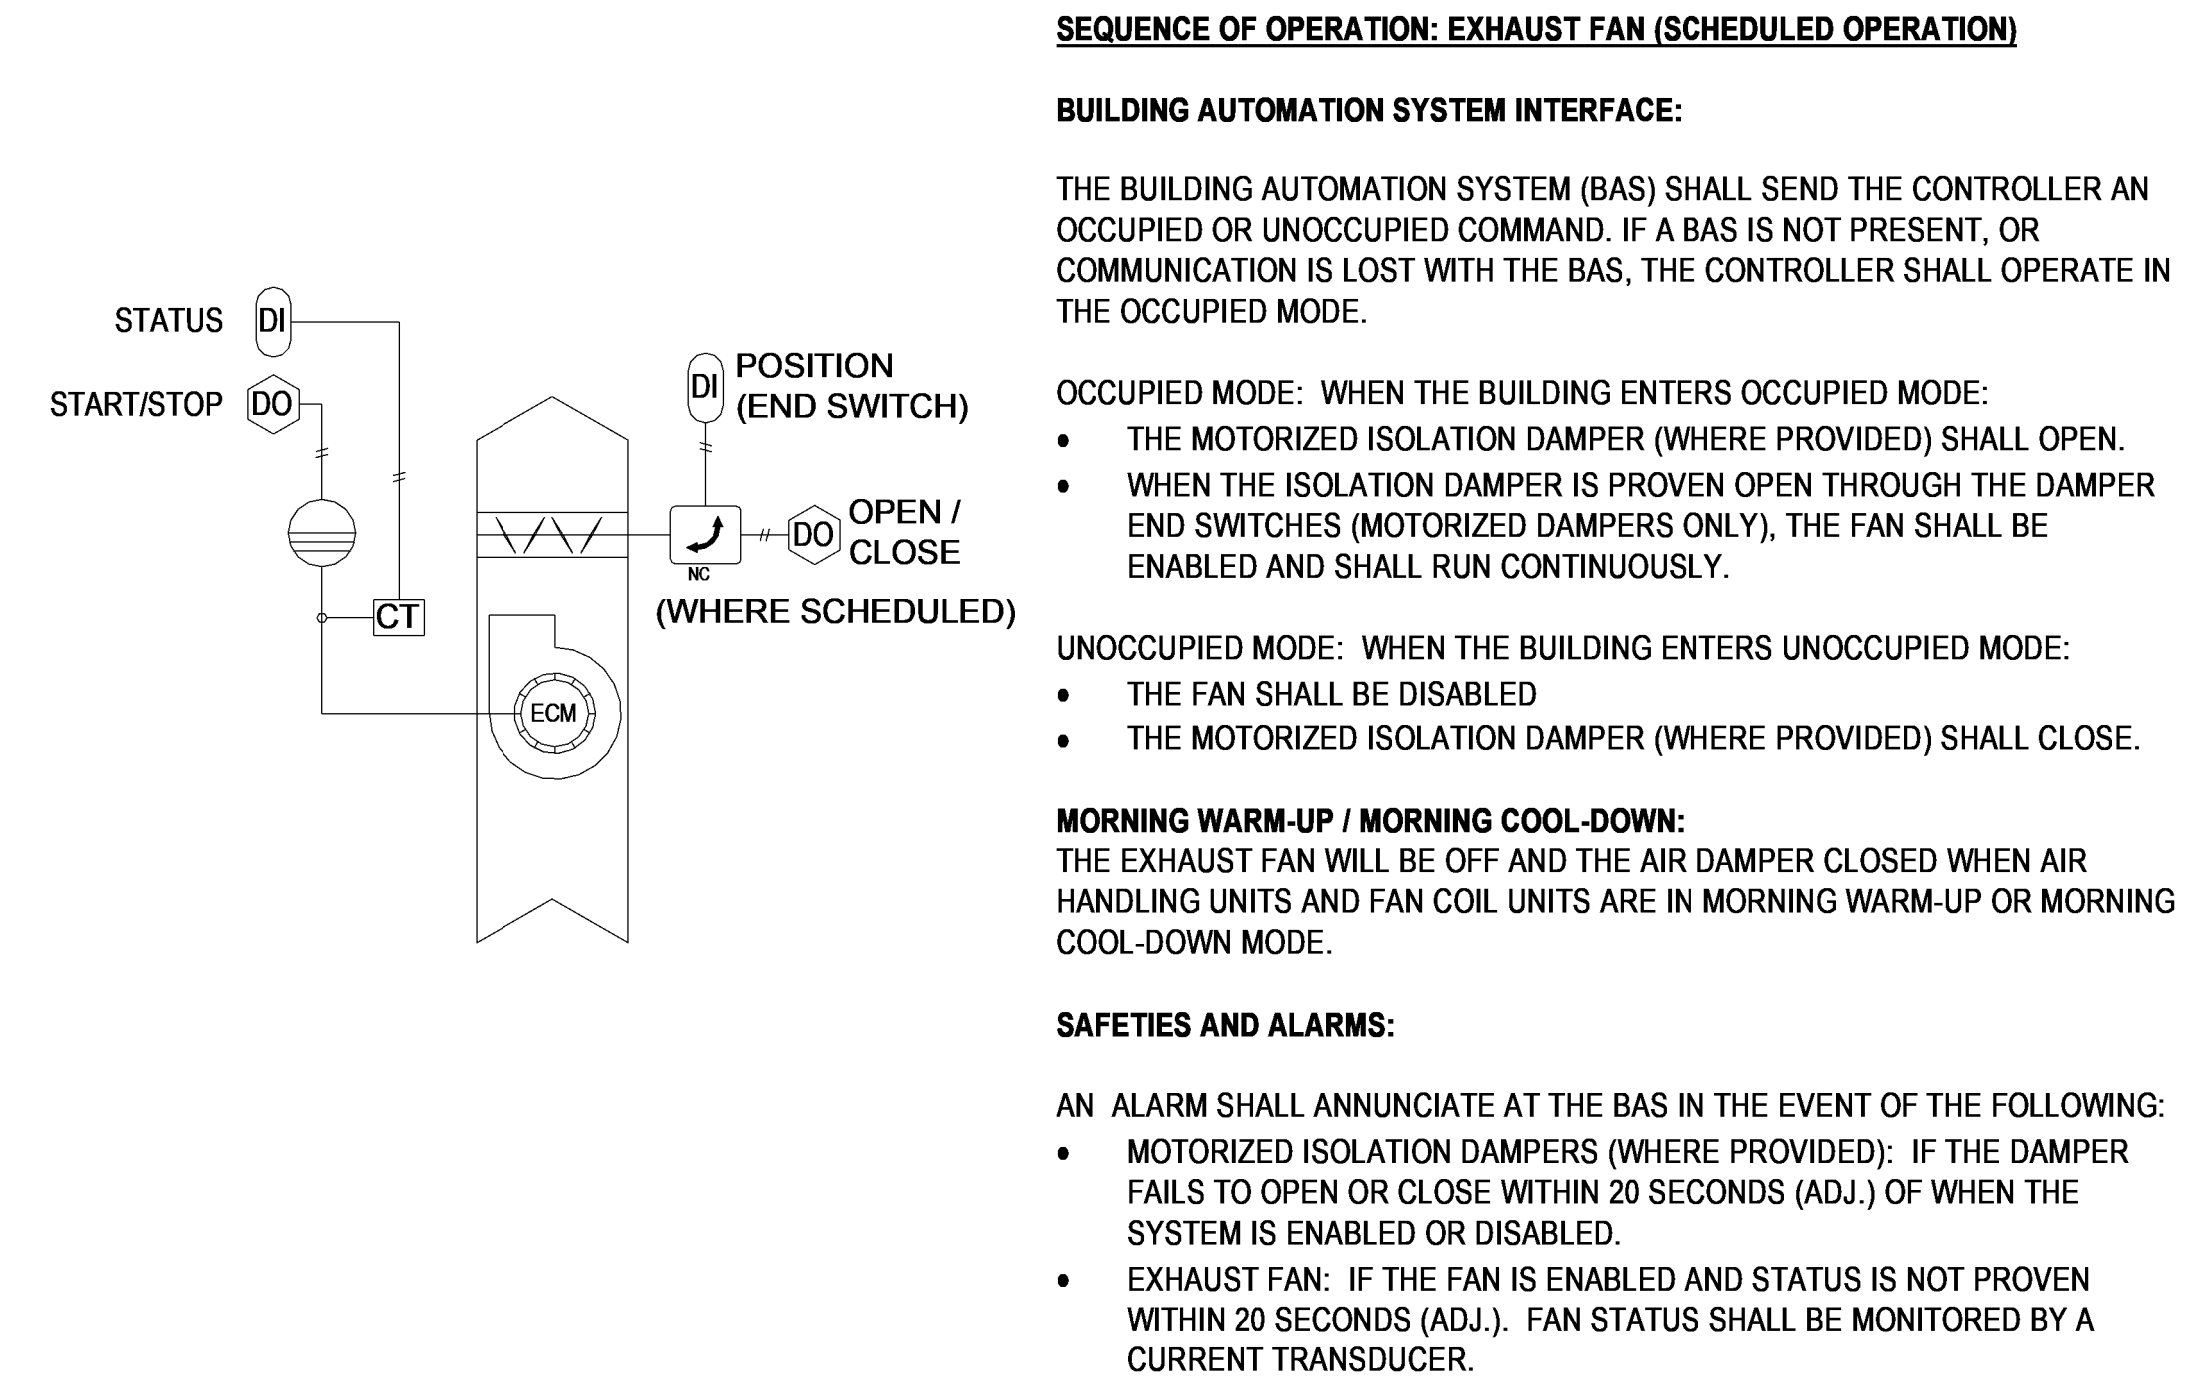 SEQUENCE OF OPERATION: EXHAUST FAN (SCHEDULED OPERATION)
BUILDING AUTOMATION SYSTEM INTERFACE:
THE BUILDING AUTOMATION SYSTEM (BAS) SHALL SEND THE CONTROLLER AN
OCCUPIED OR UNOCCUPIED COMMAND. IF A BAS IS NOT PRESENT, OR
COMMUNICATION IS LOST WITH THE BAS, THE CONTROLLER SHALL OPERATE IN
THE OCCUPIED MODE.
OCCUPIED MODE: WHEN THE BUILDING ENTERS OCCUPIED MODE:
• THE MOTORIZED ISOLATION DAMPER (WHERE PROVIDED) SHALL OPEN.
• WHEN THE ISOLATION DAMPER IS PROVEN OPEN THROUGH THE DAMPER
END SWITCHES (MOTORIZED DAMPERS ONLY), THE FAN SHALL BE
ENABLED AND SHALL RUN CONTINUOUSLY.
UNOCCUPIED MODE: WHEN THE BUILDING ENTERS UNOCCUPIED MODE:
• THE FAN SHALL BE DISABLED
• THE MOTORIZED ISOLATION DAMPER (WHERE PROVIDED) SHALL CLOSE.
MORNING WARM-UP / MORNING COOL-DOWN:
THE EXHAUST FAN WILL BE OFF AND THE AIR DAMPER CLOSED WHEN AIR
HANDLING UNITS AND FAN COIL UNITS ARE IN MORNING WARM-UP OR MORNING
COOL-DOWN MODE.
SAFETIES AND ALARMS:
AN ALARM SHALL ANNUNCIATE AT THE BAS IN THE EVENT OF THE FOLLOWING:
• MOTORIZED ISOLATION DAMPERS (WHERE PROVIDED): IF THE DAMPER
FAILS TO OPEN OR CLOSE WITHIN 20 SECONDS (ADJ.) OF WHEN THE
SYSTEM IS ENABLED OR DISABLED.
• EXHAUST FAN: IF THE FAN IS ENABLED AND STATUS IS NOT PROVEN
WITHIN 20 SECONDS (ADJ.). FAN STATUS SHALL BE MONITORED BY A
CURRENT TRANSDUCER.
STATUS DI
START/STOP DO
CT
ECM
DI POSITION
(END SWITCH)
DO OPEN /
CLOSE
NC
(WHERE SCHEDULED)